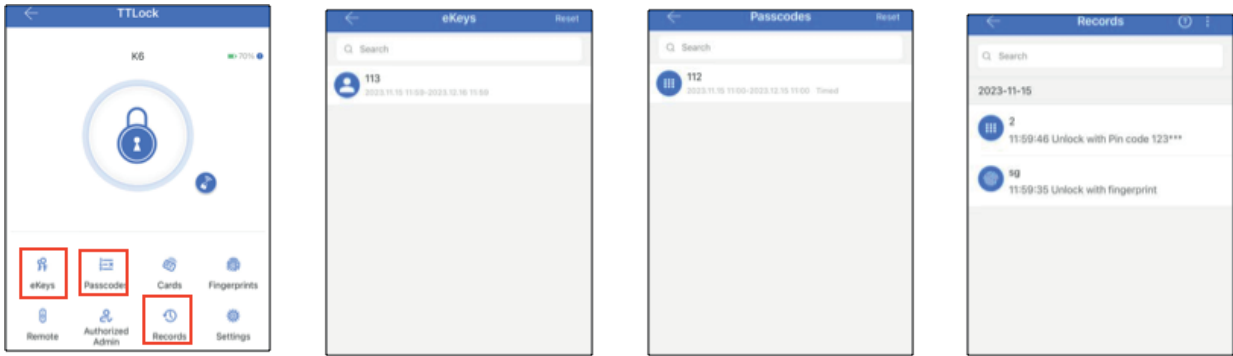 TTLock
K6
70%
eKeys
Passcodes
Cards
Fingerprints
Remote
Authorized
Admin
Records
Settings
eKeys
Reset
Search
113
2023.11.15 11:59-2023.12.16 11:59
Passcodes
Reset
Search
112
2023.11.15 11:00-2023.12.15 11:00 Timed
Records
Search
2023-11-15
2
11:59:46 Unlock with Pin code 123***
sg
11:59:35 Unlock with fingerprint